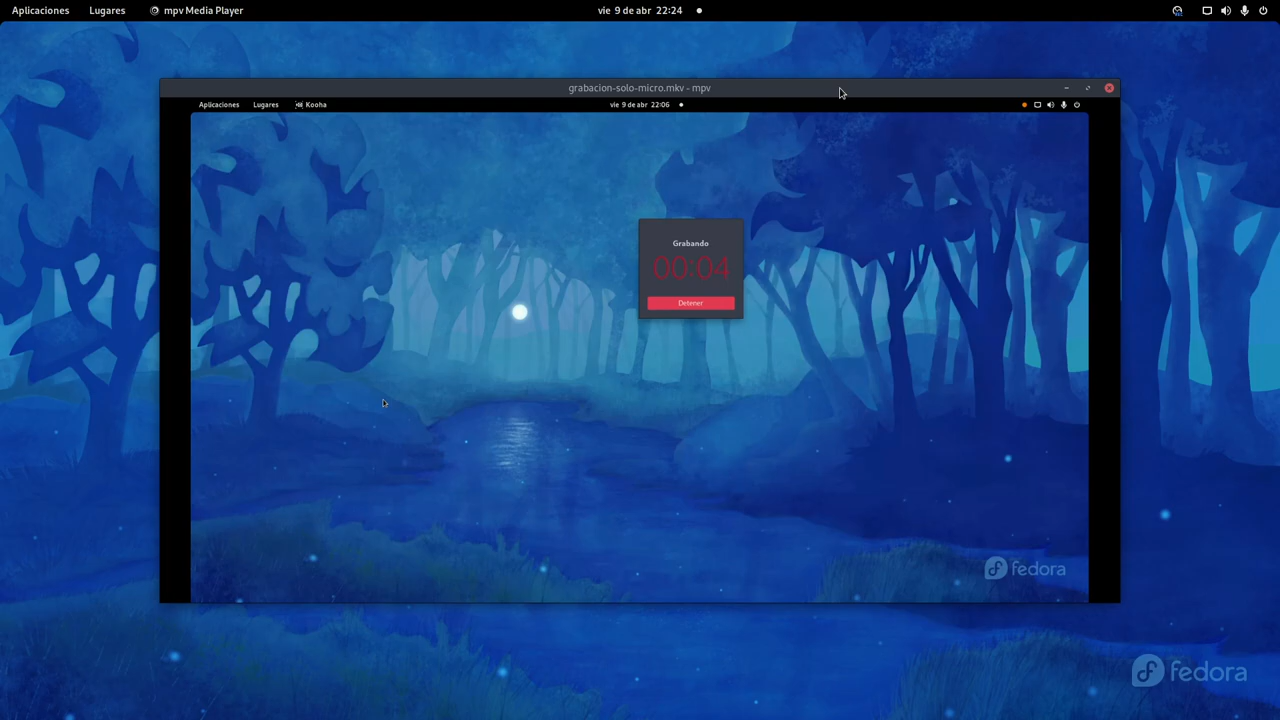 Aplicaciones Lugares mpv Media Player vie 9 de abr 22:24
grabacion-solo-micro.mkv - mpv
Aplicaciones Lugares Kooha vie 9 de abr 22:06
Grabando
00:04
Detener
fedora
fedora